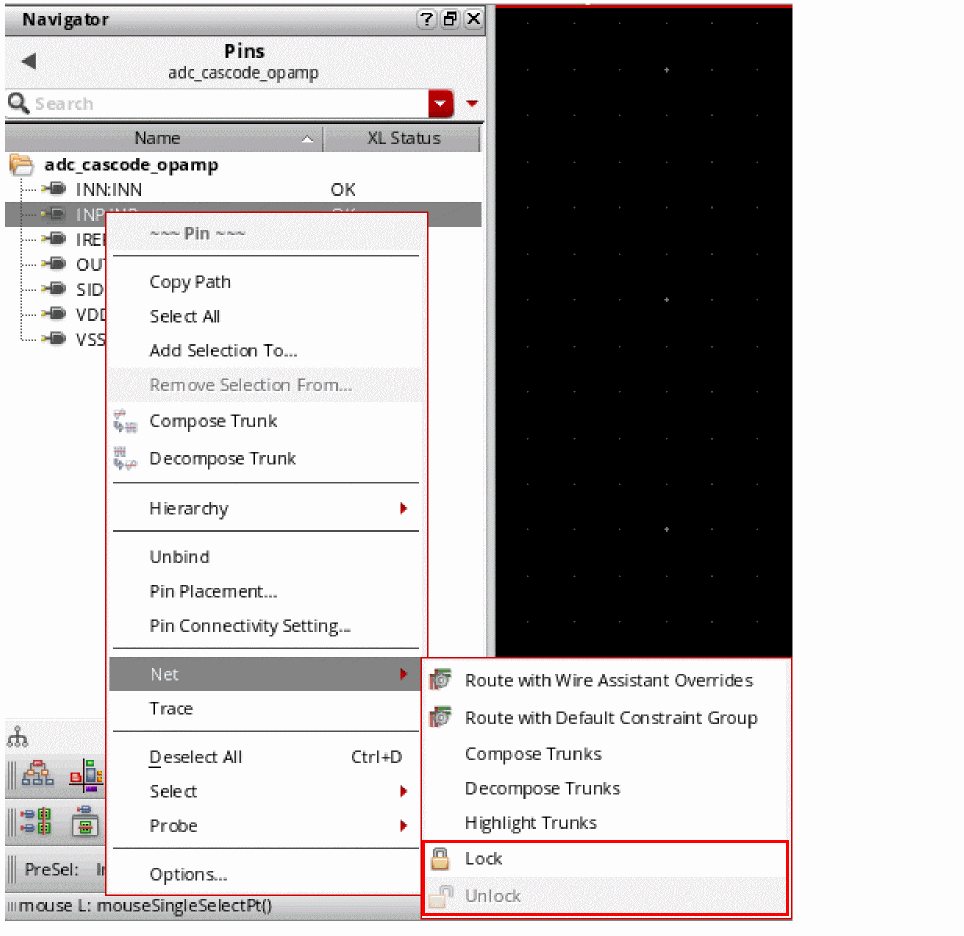 Navigator
Pins
adc_cascode_opamp
Search
Name XL Status
adc_cascode_opamp
INN:INN OK
INP:INP OK
IREF
OUT
SID
VDD
VSS
~~~ Pin ~~~
Copy Path
Select All
Add Selection To...
Remove Selection From...
Compose Trunk
Decompose Trunk
Hierarchy
Unbind
Pin Placement...
Pin Connectivity Setting...
Net
Trace
Deselect All Ctrl+D
Select
Probe
Options...
Route with Wire Assistant Overrides
Route with Default Constraint Group
Compose Trunks
Decompose Trunks
Highlight Trunks
Lock
Unlock
PreSel:
mouse L: mouseSingleSelectPt()